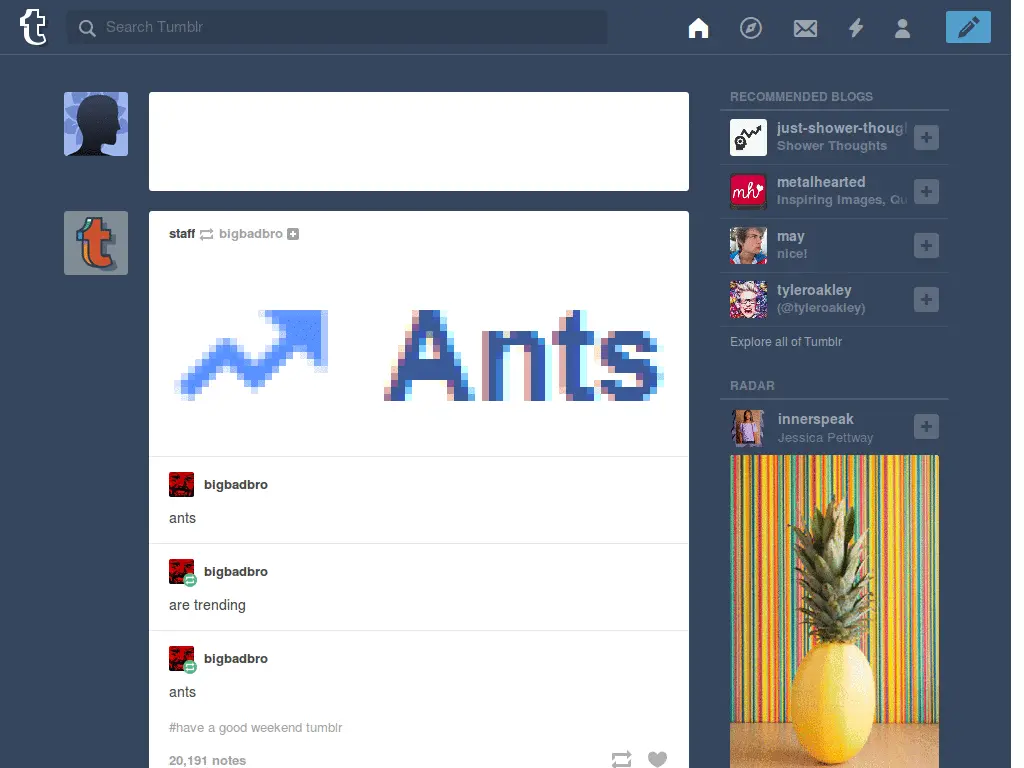 Search Tumblr
RECOMMENDED BLOGS
just-shower-thoug
Shower Thoughts
metalhearted
Inspiring Images, Qu
may
nice!
tyleroakley
(@tyleroakley)
Explore all of Tumblr
RADAR
innerspeak
Jessica Pettway
staff bigbadbro
Ants
bigbadbro
ants
bigbadbro
are trending
bigbadbro
ants
#have a good weekend tumblr
20,191 notes
t
t
mh